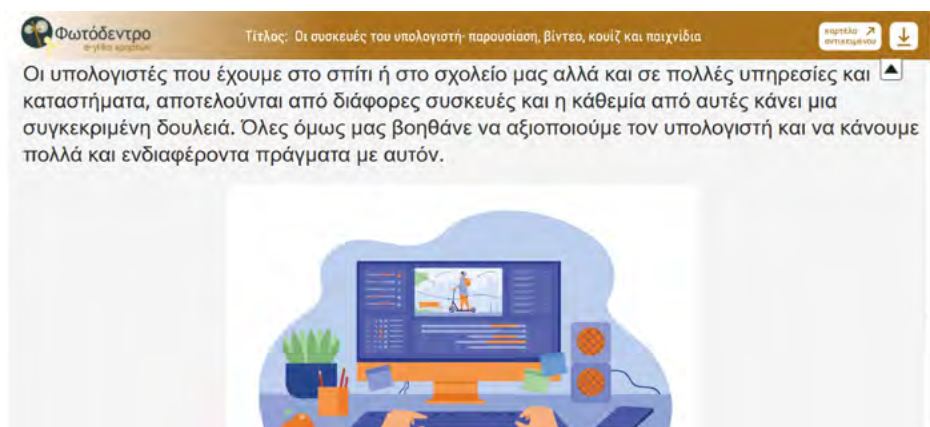 Φωτόδεντρο
e-yliko χρηστών
Τίτλος: Οι συσκευές του υπολογιστή- παρουσίαση, βίντεο, κουίζ και παιχνίδια
καρτέλα
αντικειμένου
Οι υπολογιστές που έχουμε στο σπίτι ή στο σχολείο μας αλλά και σε πολλές υπηρεσίες και
καταστήματα, αποτελούνται από διάφορες συσκευές και η κάθεμία από αυτές κάνει μια
συγκεκριμένη δουλειά. Όλες όμως μας βοηθάνε να αξιοποιούμε τον υπολογιστή και να κάνουμε
πολλά και ενδιαφέροντα πράγματα με αυτόν.